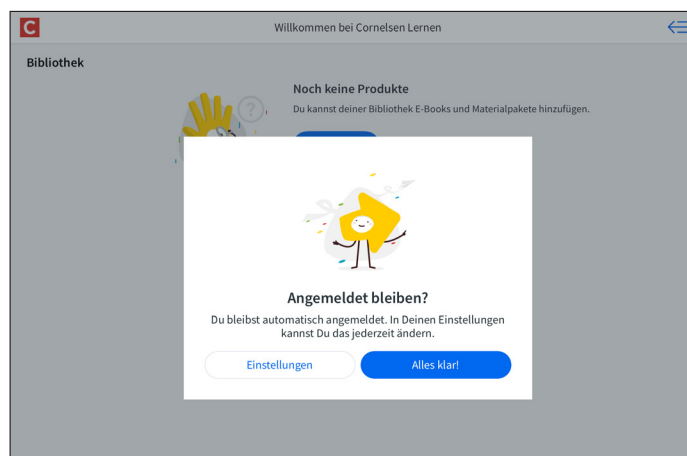 C
Willkommen bei Cornelsen Lernen
Bibliothek
Noch keine Produkte
Du kannst deiner Bibliothek E-Books und Materialpakete hinzufügen.
?
Angemeldet bleiben?
Du bleibst automatisch angemeldet. In Deinen Einstellungen
kannst Du das jederzeit ändern.
Einstellungen
Alles klar!